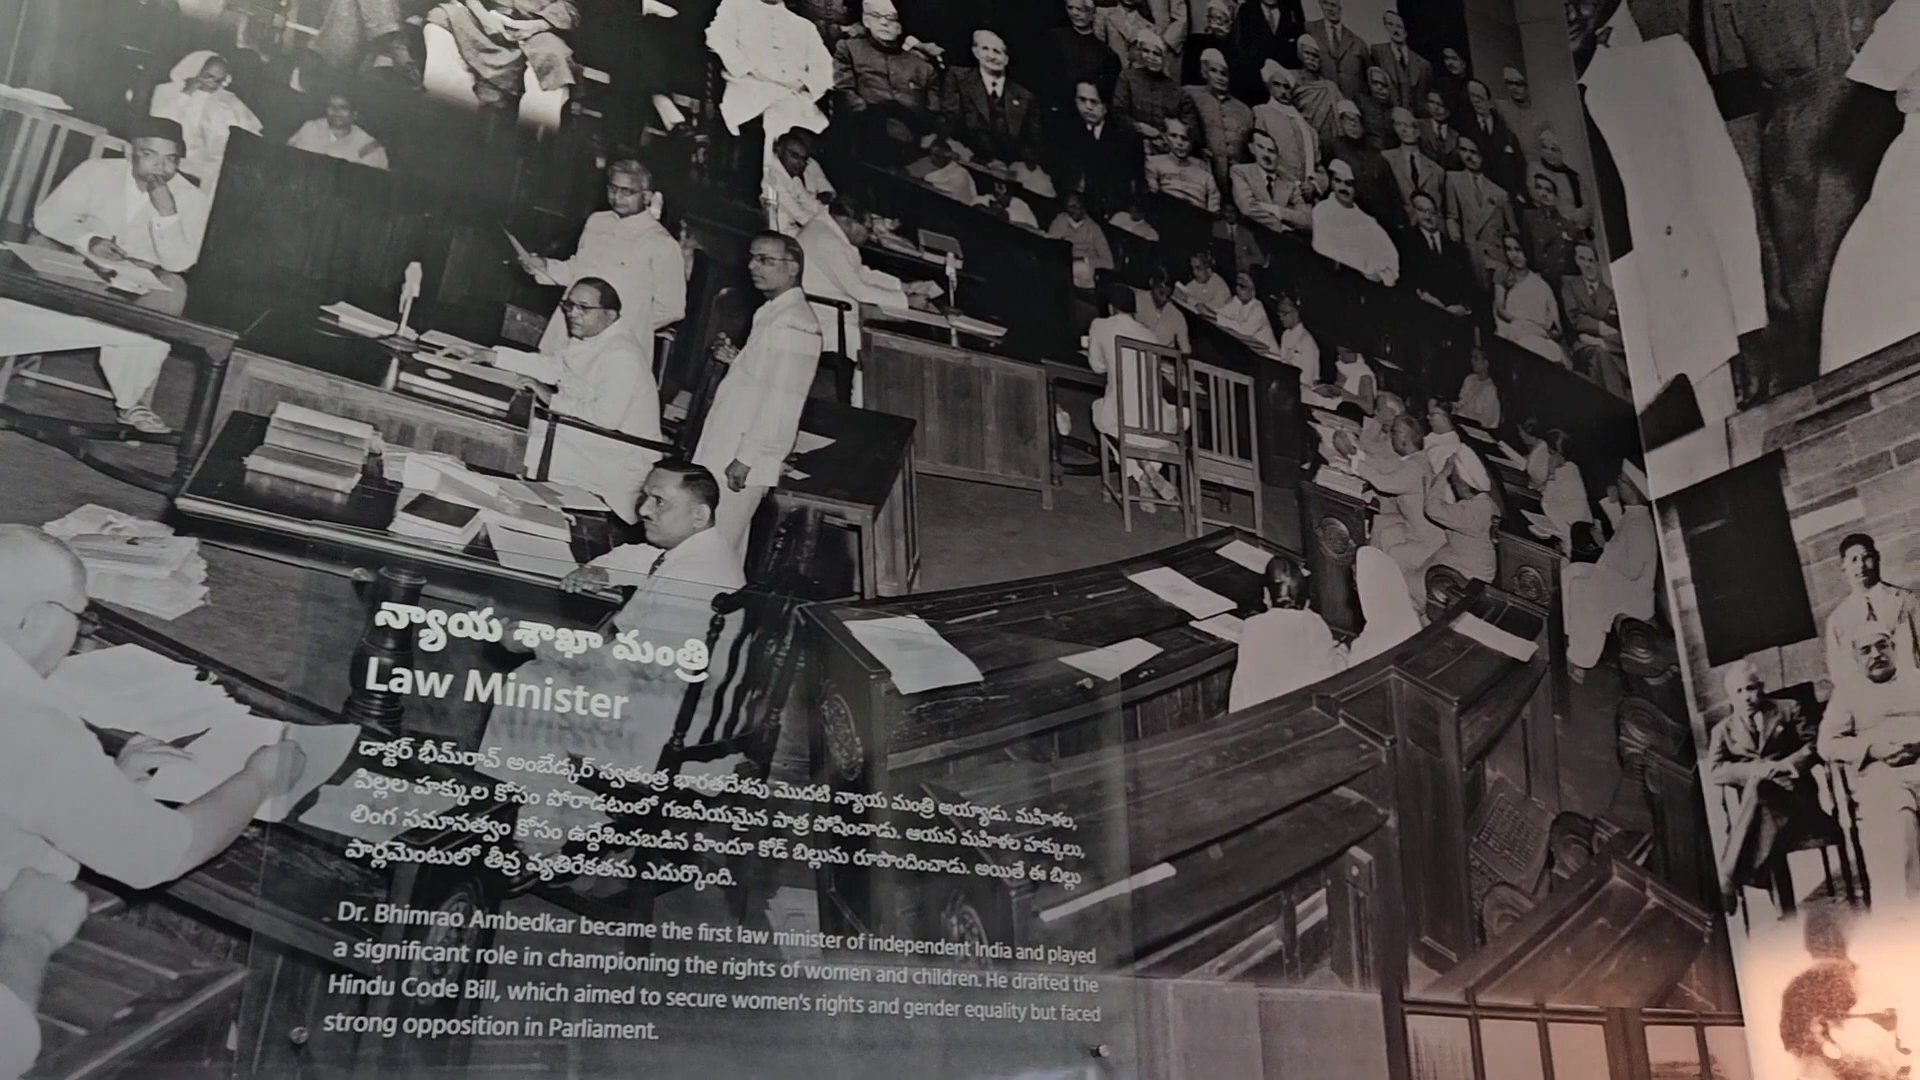 న్యాయ శాఖా మంత్రి
Law Minister
డాక్టర్ భీమ్‌రావ్ అంబేడ్కర్ స్వతంత్ర భారతదేశపు మొదటి న్యాయ మంత్రి అయ్యాడు. మహిళల,
పిల్లల హక్కుల కోసం పోరాడటంలో గణనీయమైన పాత్ర పోషించాడు. ఆయన మహిళల హక్కులు,
లింగ సమానత్వం కోసం ఉద్దేశించబడిన హిందూ కోడ్ బిల్లును రూపొందించాడు. అయితే ఈ బిల్లు
పార్లమెంటులో తీవ్ర వ్యతిరేకతను ఎదుర్కొంది.
Dr. Bhimrao Ambedkar became the first law minister of independent India and played
a significant role in championing the rights of women and children. He drafted the
Hindu Code Bill, which aimed to secure women's rights and gender equality but faced
strong opposition in Parliament.